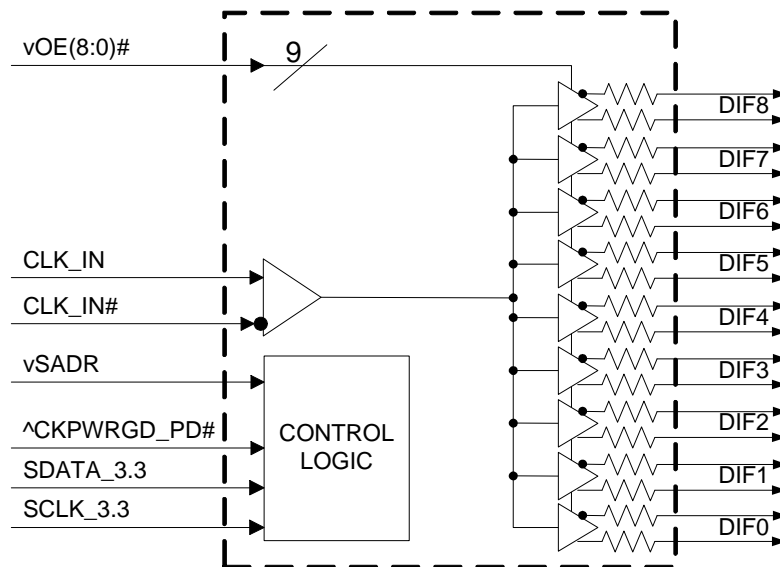 vOE(8:0)#
9
DIF8
DIF7
DIF6
CLK_IN
DIF5
CLK_IN#
DIF4
vSADR
DIF3
^CKPWRGD_PD#
CONTROL
LOGIC
DIF2
SDATA_3.3
DIF1
SCLK_3.3
DIF0